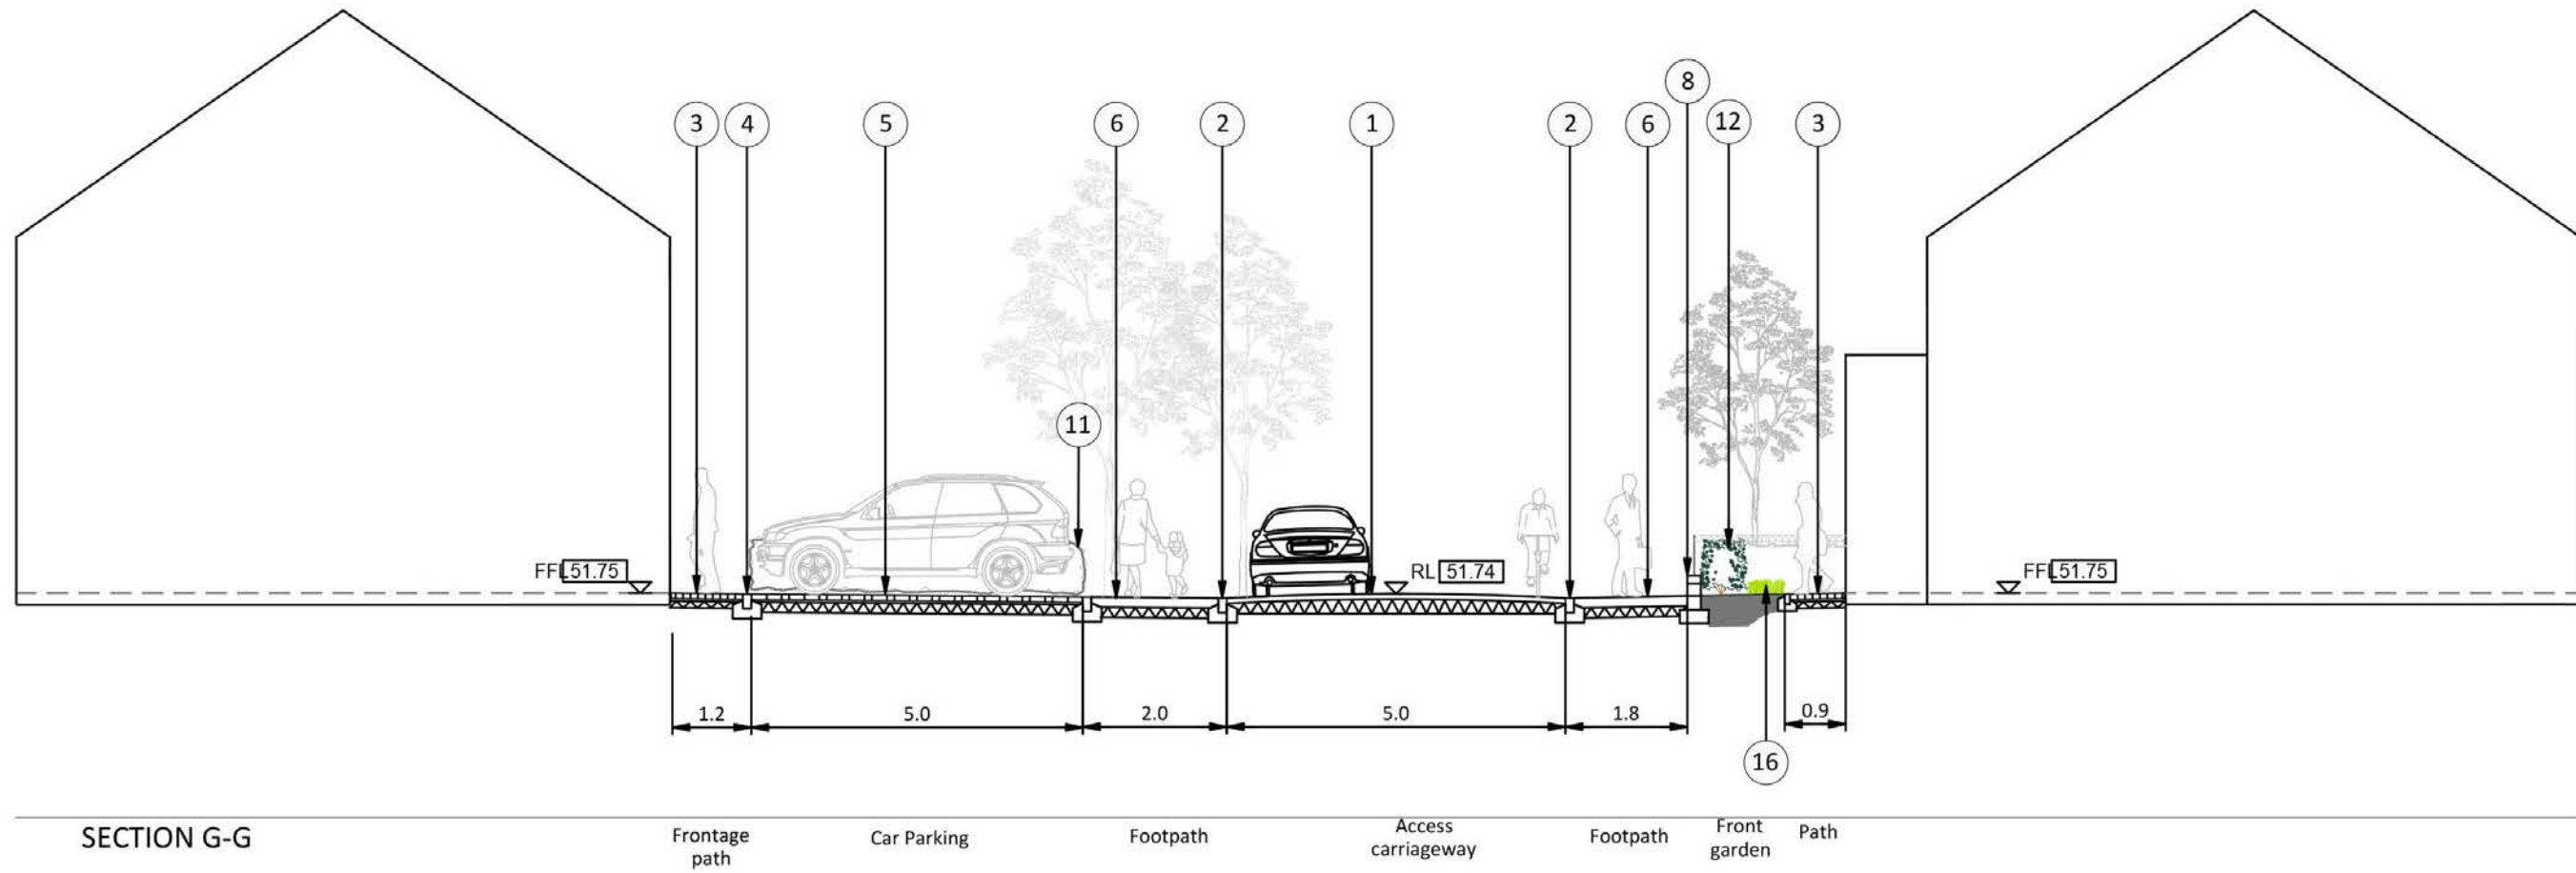 8
3
4
5
6
2
1
2
6
12
3
11
FFL 51.75
RL 51.74
FFL 51.75
1.2
5.0
2.0
5.0
1.8
0.9
16
SECTION G-G
Frontage
path
Car Parking
Footpath
Access
carriageway
Footpath
Front
garden
Path